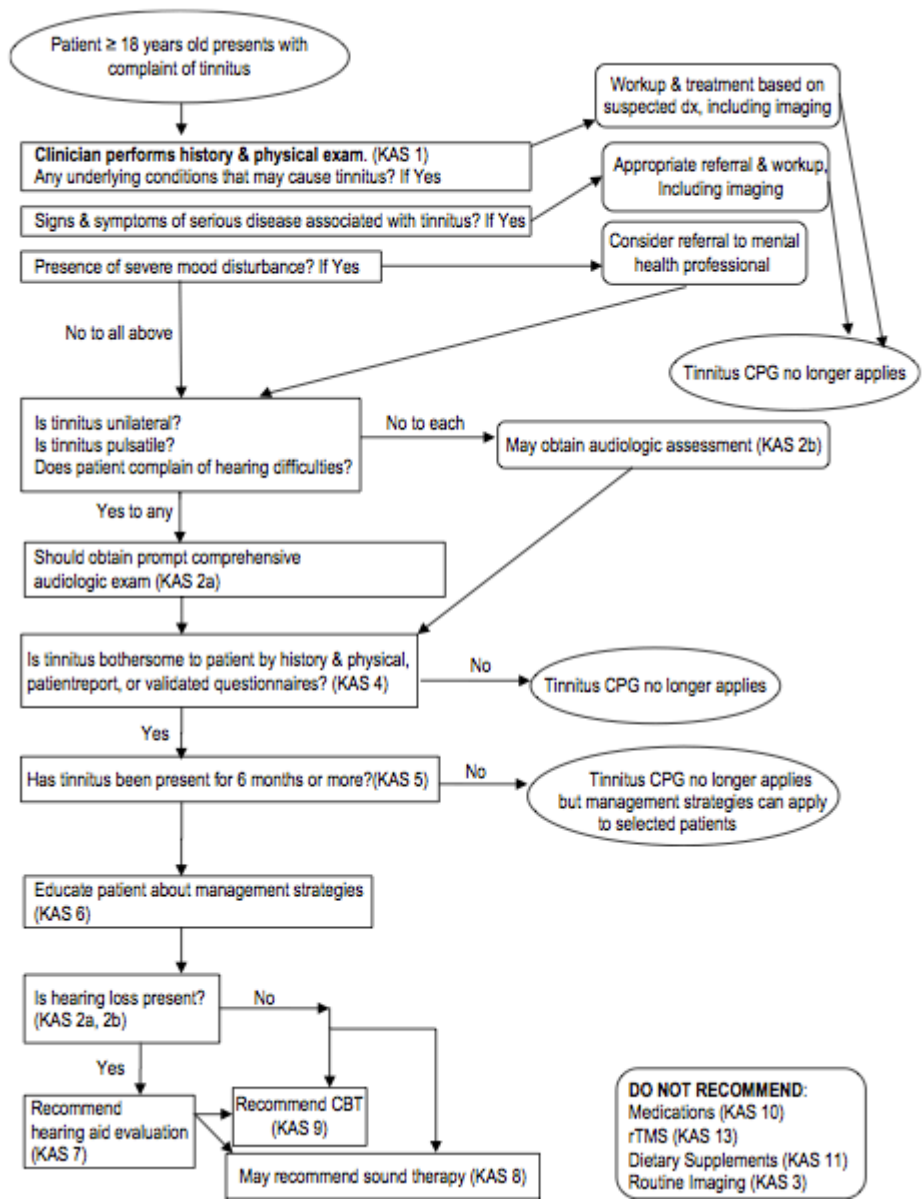 Patient ≥ 18 years old presents with
complaint of tinnitus
Workup & treatment based on
suspected dx, including imaging
Clinician performs history & physical exam. (KAS 1)
Any underlying conditions that may cause tinnitus? If Yes
Appropriate referral & workup,
Including imaging
Signs & symptoms of serious disease associated with tinnitus? If Yes
Consider referral to mental
health professional
Presence of severe mood disturbance? If Yes
No to all above
Tinnitus CPG no longer applies
Is tinnitus unilateral?
Is tinnitus pulsatile?
Does patient complain of hearing difficulties?
No to each
May obtain audiologic assessment (KAS 2b)
Yes to any
Should obtain prompt comprehensive
audiologic exam (KAS 2a)
Is tinnitus bothersome to patient by history & physical,
patientreport, or validated questionnaires? (KAS 4)
No
Tinnitus CPG no longer applies
Yes
Has tinnitus been present for 6 months or more?(KAS 5)
No
Tinnitus CPG no longer applies
but management strategies can apply
to selected patients
Educate patient about management strategies
(KAS 6)
Is hearing loss present?
(KAS 2a, 2b)
No
Yes
Recommend
hearing aid evaluation
(KAS 7)
Recommend CBT
(KAS 9)
May recommend sound therapy (KAS 8)
DO NOT RECOMMEND:
Medications (KAS 10)
rTMS (KAS 13)
Dietary Supplements (KAS 11)
Routine Imaging (KAS 3)